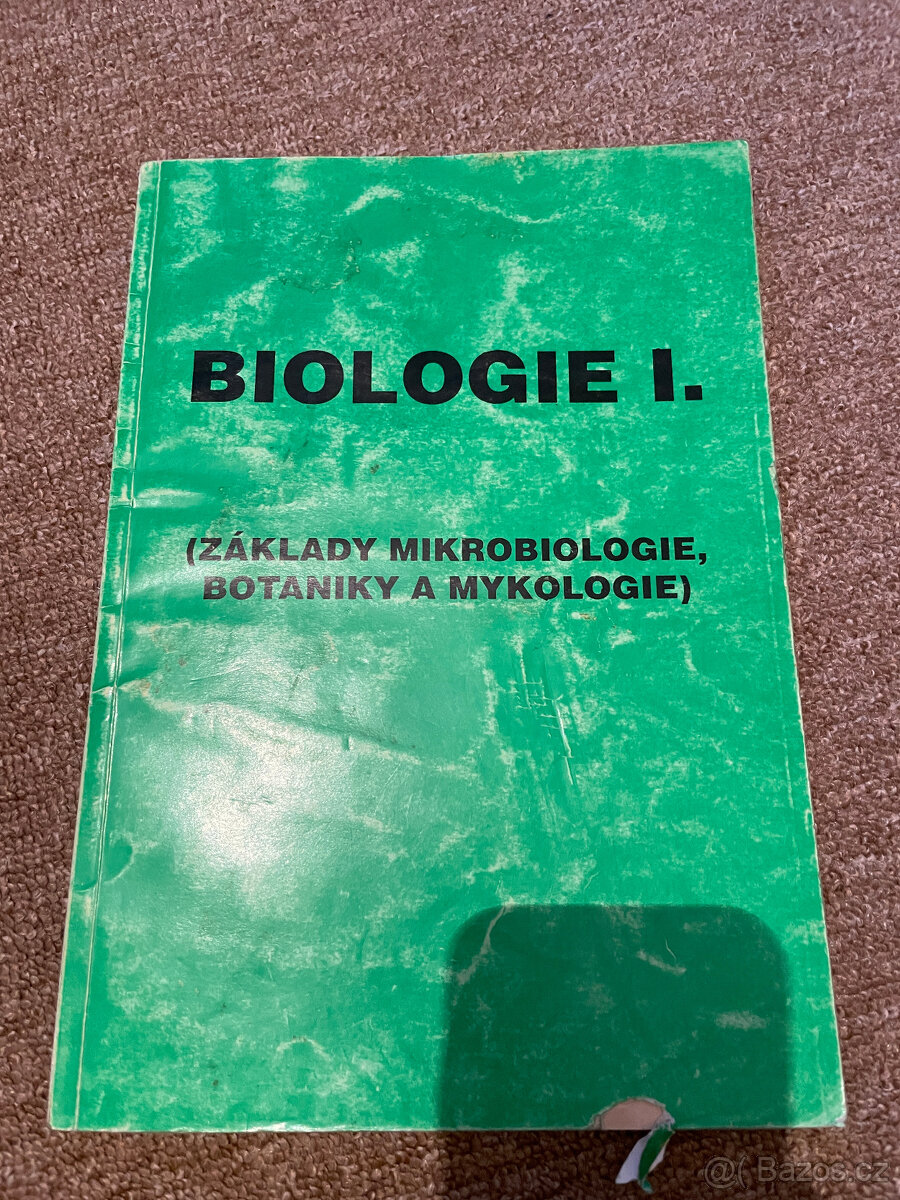 BIOLOGIE I.
(ZÁKLADY MIKROBIOLOGIE,
BOTANIKY A MYKOLOGIE)
@( Bazos.cz